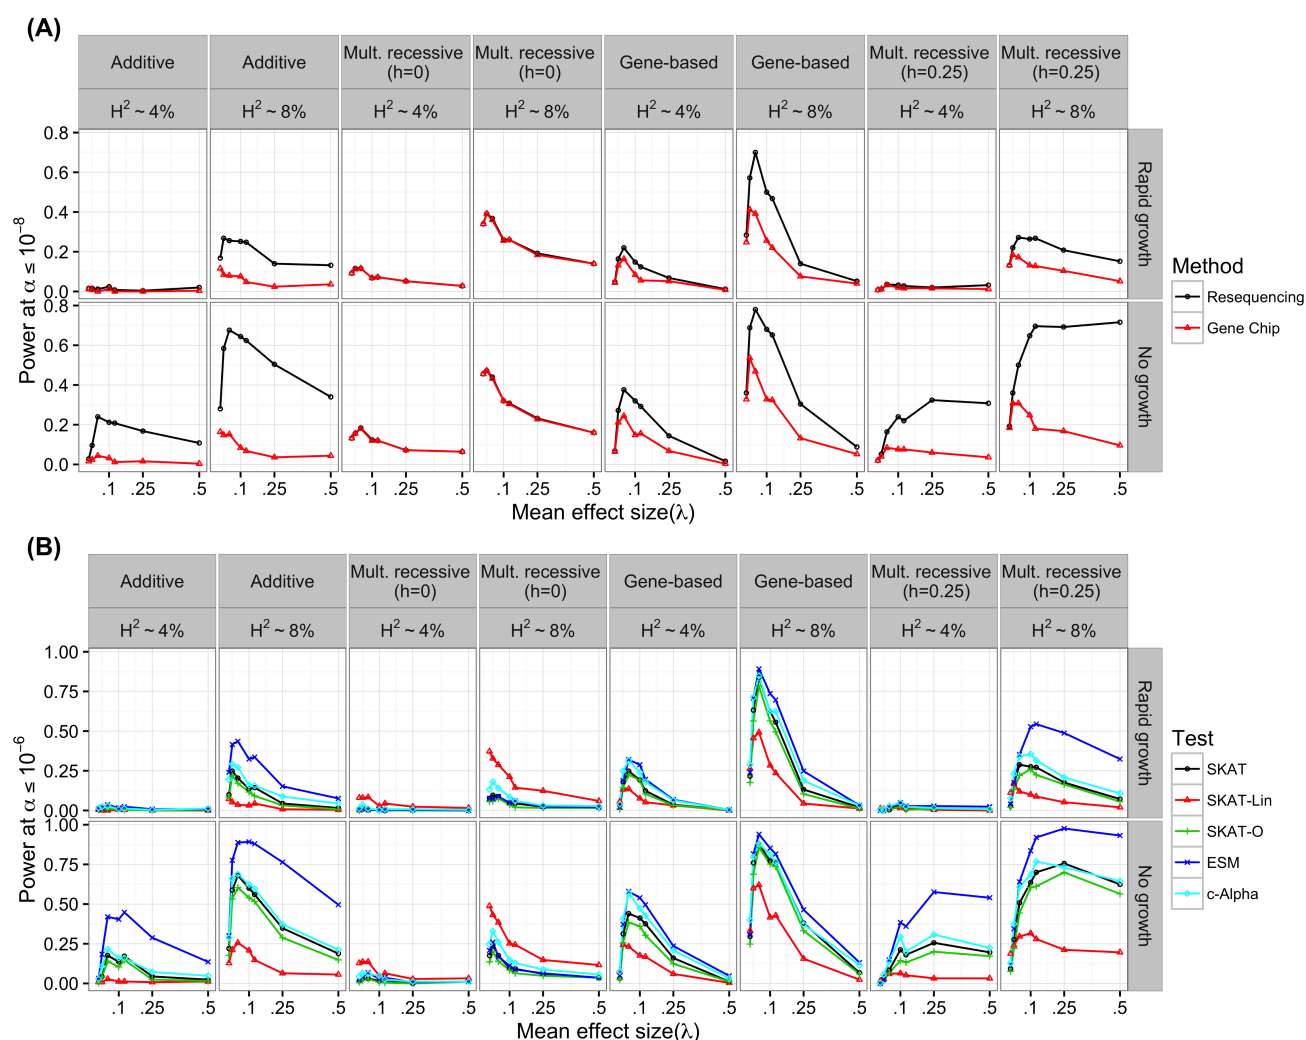 (A)
Additive Additive Mult. recessive (h=0) Mult. recessive (h=0) Gene-based Gene-based Mult. recessive (h=0.25) Mult. recessive (h=0.25)
H² ~ 4% H² ~ 8% H² ~ 4% H² ~ 8% H² ~ 4% H² ~ 8% H² ~ 4% H² ~ 8%
Power at α ≤ 10⁻⁸
0.8
0.6
0.4
0.2
0.0
Rapid growth
0.8
0.6
0.4
0.2
0.0
No growth
.1 .25 .5 .1 .25 .5 .1 .25 .5 .1 .25 .5 .1 .25 .5 .1 .25 .5 .1 .25 .5 .1 .25 .5
Mean effect size(λ)
Method
Resequencing
Gene Chip
(B)
Additive Additive Mult. recessive (h=0) Mult. recessive (h=0) Gene-based Gene-based Mult. recessive (h=0.25) Mult. recessive (h=0.25)
H² ~ 4% H² ~ 8% H² ~ 4% H² ~ 8% H² ~ 4% H² ~ 8% H² ~ 4% H² ~ 8%
Power at α ≤ 10⁻⁶
1.00
0.75
0.50
0.25
0.00
Rapid growth
1.00
0.75
0.50
0.25
0.00
No growth
.1 .25 .5 .1 .25 .5 .1 .25 .5 .1 .25 .5 .1 .25 .5 .1 .25 .5 .1 .25 .5 .1 .25 .5
Mean effect size(λ)
Test
SKAT
SKAT-Lin
SKAT-O
ESM
c-Alpha